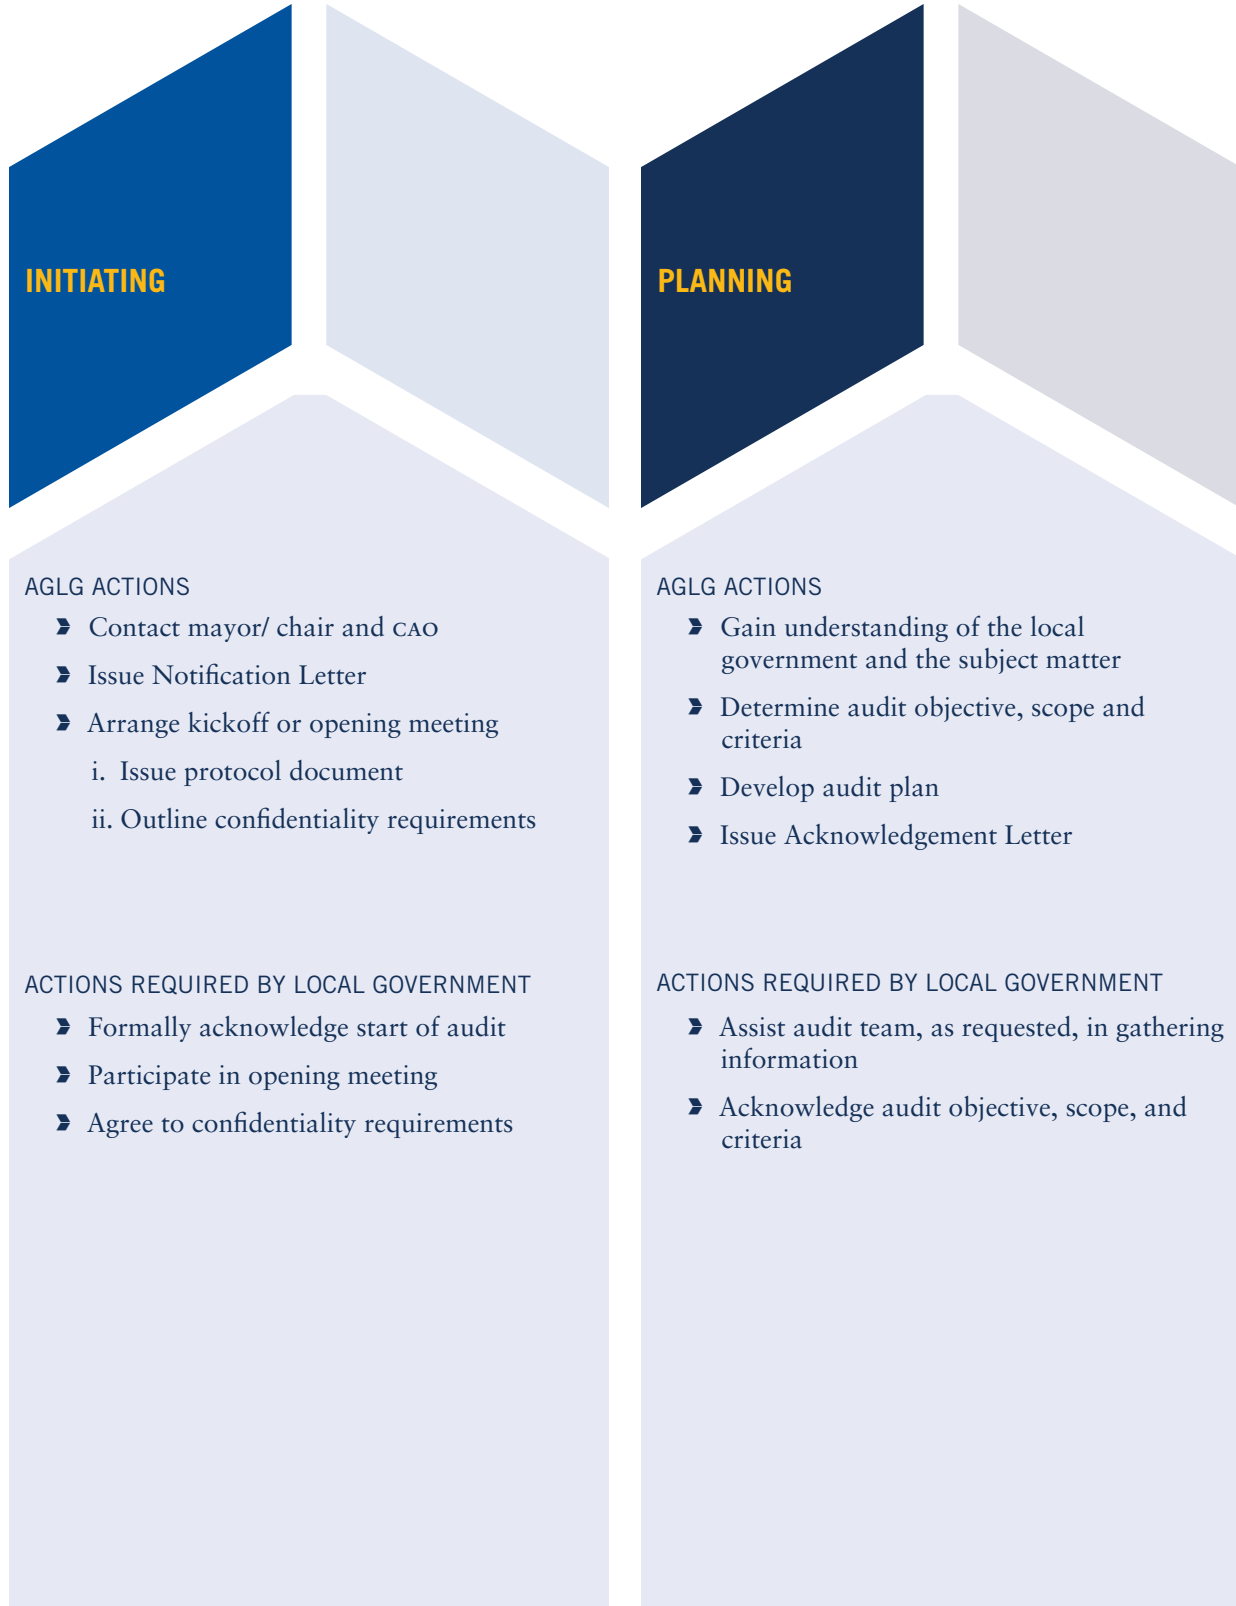 INITIATING
AGLG ACTIONS
Contact mayor/ chair and CAO
Issue Notification Letter
Arrange kickoff or opening meeting
i. Issue protocol document
ii. Outline confidentiality requirements
ACTIONS REQUIRED BY LOCAL GOVERNMENT
Formally acknowledge start of audit
Participate in opening meeting
Agree to confidentiality requirements
PLANNING
AGLG ACTIONS
Gain understanding of the local
government and the subject matter
Determine audit objective, scope and
criteria
Develop audit plan
Issue Acknowledgement Letter
ACTIONS REQUIRED BY LOCAL GOVERNMENT
Assist audit team, as requested, in gathering
information
Acknowledge audit objective, scope, and
criteria